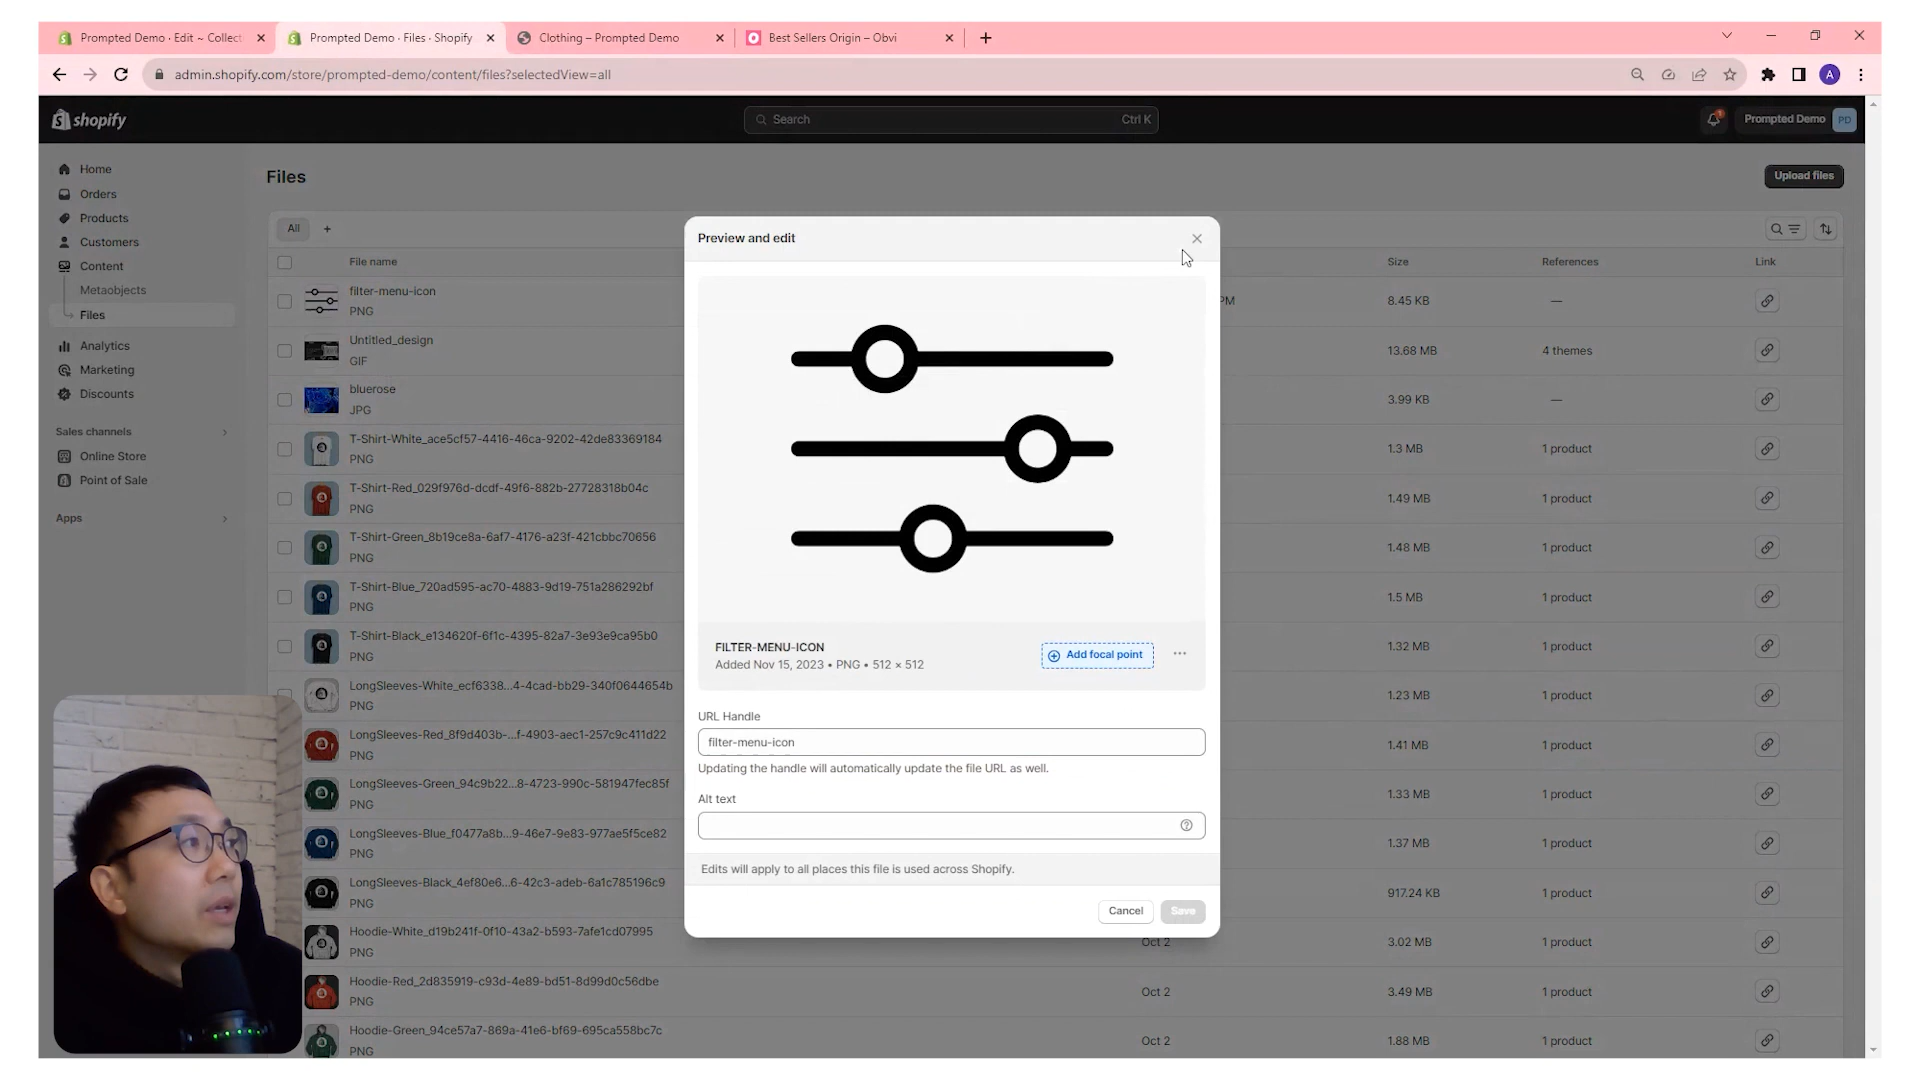 Prompted Demo · Edit ~ Collect
Prompted Demo · Files · Shopify
Clothing – Prompted Demo
Best Sellers Origin – Obvi
admin.shopify.com/store/prompted-demo/content/files?selectedView=all
A
shopify
Search
Ctrl K
Prompted Demo
PD
Home
Orders
Products
Customers
Content
Metaobjects
Files
Analytics
Marketing
Discounts
Sales channels
Online Store
Point of Sale
Apps
Files
Upload files
All
+
File name
Size
References
Link
filter-menu-icon
PNG
PM
8.45 KB
—
Untitled_design
GIF
13.68 MB
4 themes
bluerose
JPG
3.99 KB
—
T-Shirt-White_ace5cf57-4416-46ca-9202-42de83369184
PNG
1.3 MB
1 product
T-Shirt-Red_029f976d-dcdf-49f6-882b-27728318b04c
PNG
1.49 MB
1 product
T-Shirt-Green_8b19ce8a-6af7-4176-a23f-421cbbc70656
PNG
1.48 MB
1 product
T-Shirt-Blue_720ad595-ac70-4883-9d19-751a286292bf
PNG
1.5 MB
1 product
T-Shirt-Black_e134620f-6f1c-4395-82a7-3e93e9ca95b0
PNG
1.32 MB
1 product
LongSleeves-White_ecf6338...4-4cad-bb29-340f0644654b
PNG
1.23 MB
1 product
LongSleeves-Red_8f9d403b-...f-4903-aec1-257c9c411d22
PNG
1.41 MB
1 product
LongSleeves-Green_94c9b22...8-4723-990c-581947fec85f
PNG
1.33 MB
1 product
LongSleeves-Blue_f0477a8b...9-46e7-9e83-977ae5f5ce82
PNG
1.37 MB
1 product
LongSleeves-Black_4ef80e6...6-42c3-adeb-6a1c785196c9
PNG
917.24 KB
1 product
Hoodie-White_d19b241f-0f10-43a2-b593-7afe1cd07995
PNG
Oct 2
3.02 MB
1 product
Hoodie-Red_2d835919-c93d-4e89-bd51-8d99d0c56dbe
PNG
Oct 2
3.49 MB
1 product
Hoodie-Green_94ce57a7-869a-41e6-bf69-695ca558bc7c
PNG
Oct 2
1.88 MB
1 product
Preview and edit
FILTER-MENU-ICON
Added Nov 15, 2023 • PNG • 512 × 512
Add focal point
URL Handle
filter-menu-icon
Updating the handle will automatically update the file URL as well.
Alt text
Edits will apply to all places this file is used across Shopify.
Cancel
Save